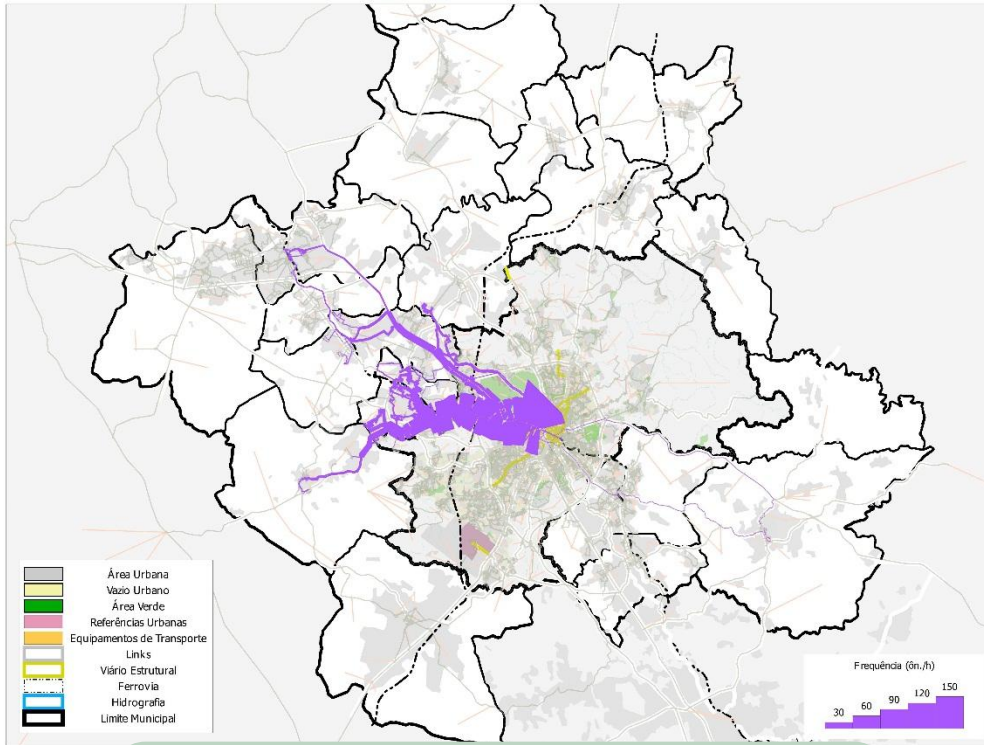 Área Urbana
Vazio Urbano
Área Verde
Referências Urbanas
Equipamentos de Transporte
Links
Viário Estrutural
Ferrovia
Hidrografia
Limite Municipal
Frequência (ôn./h)
30 60 90 120 150